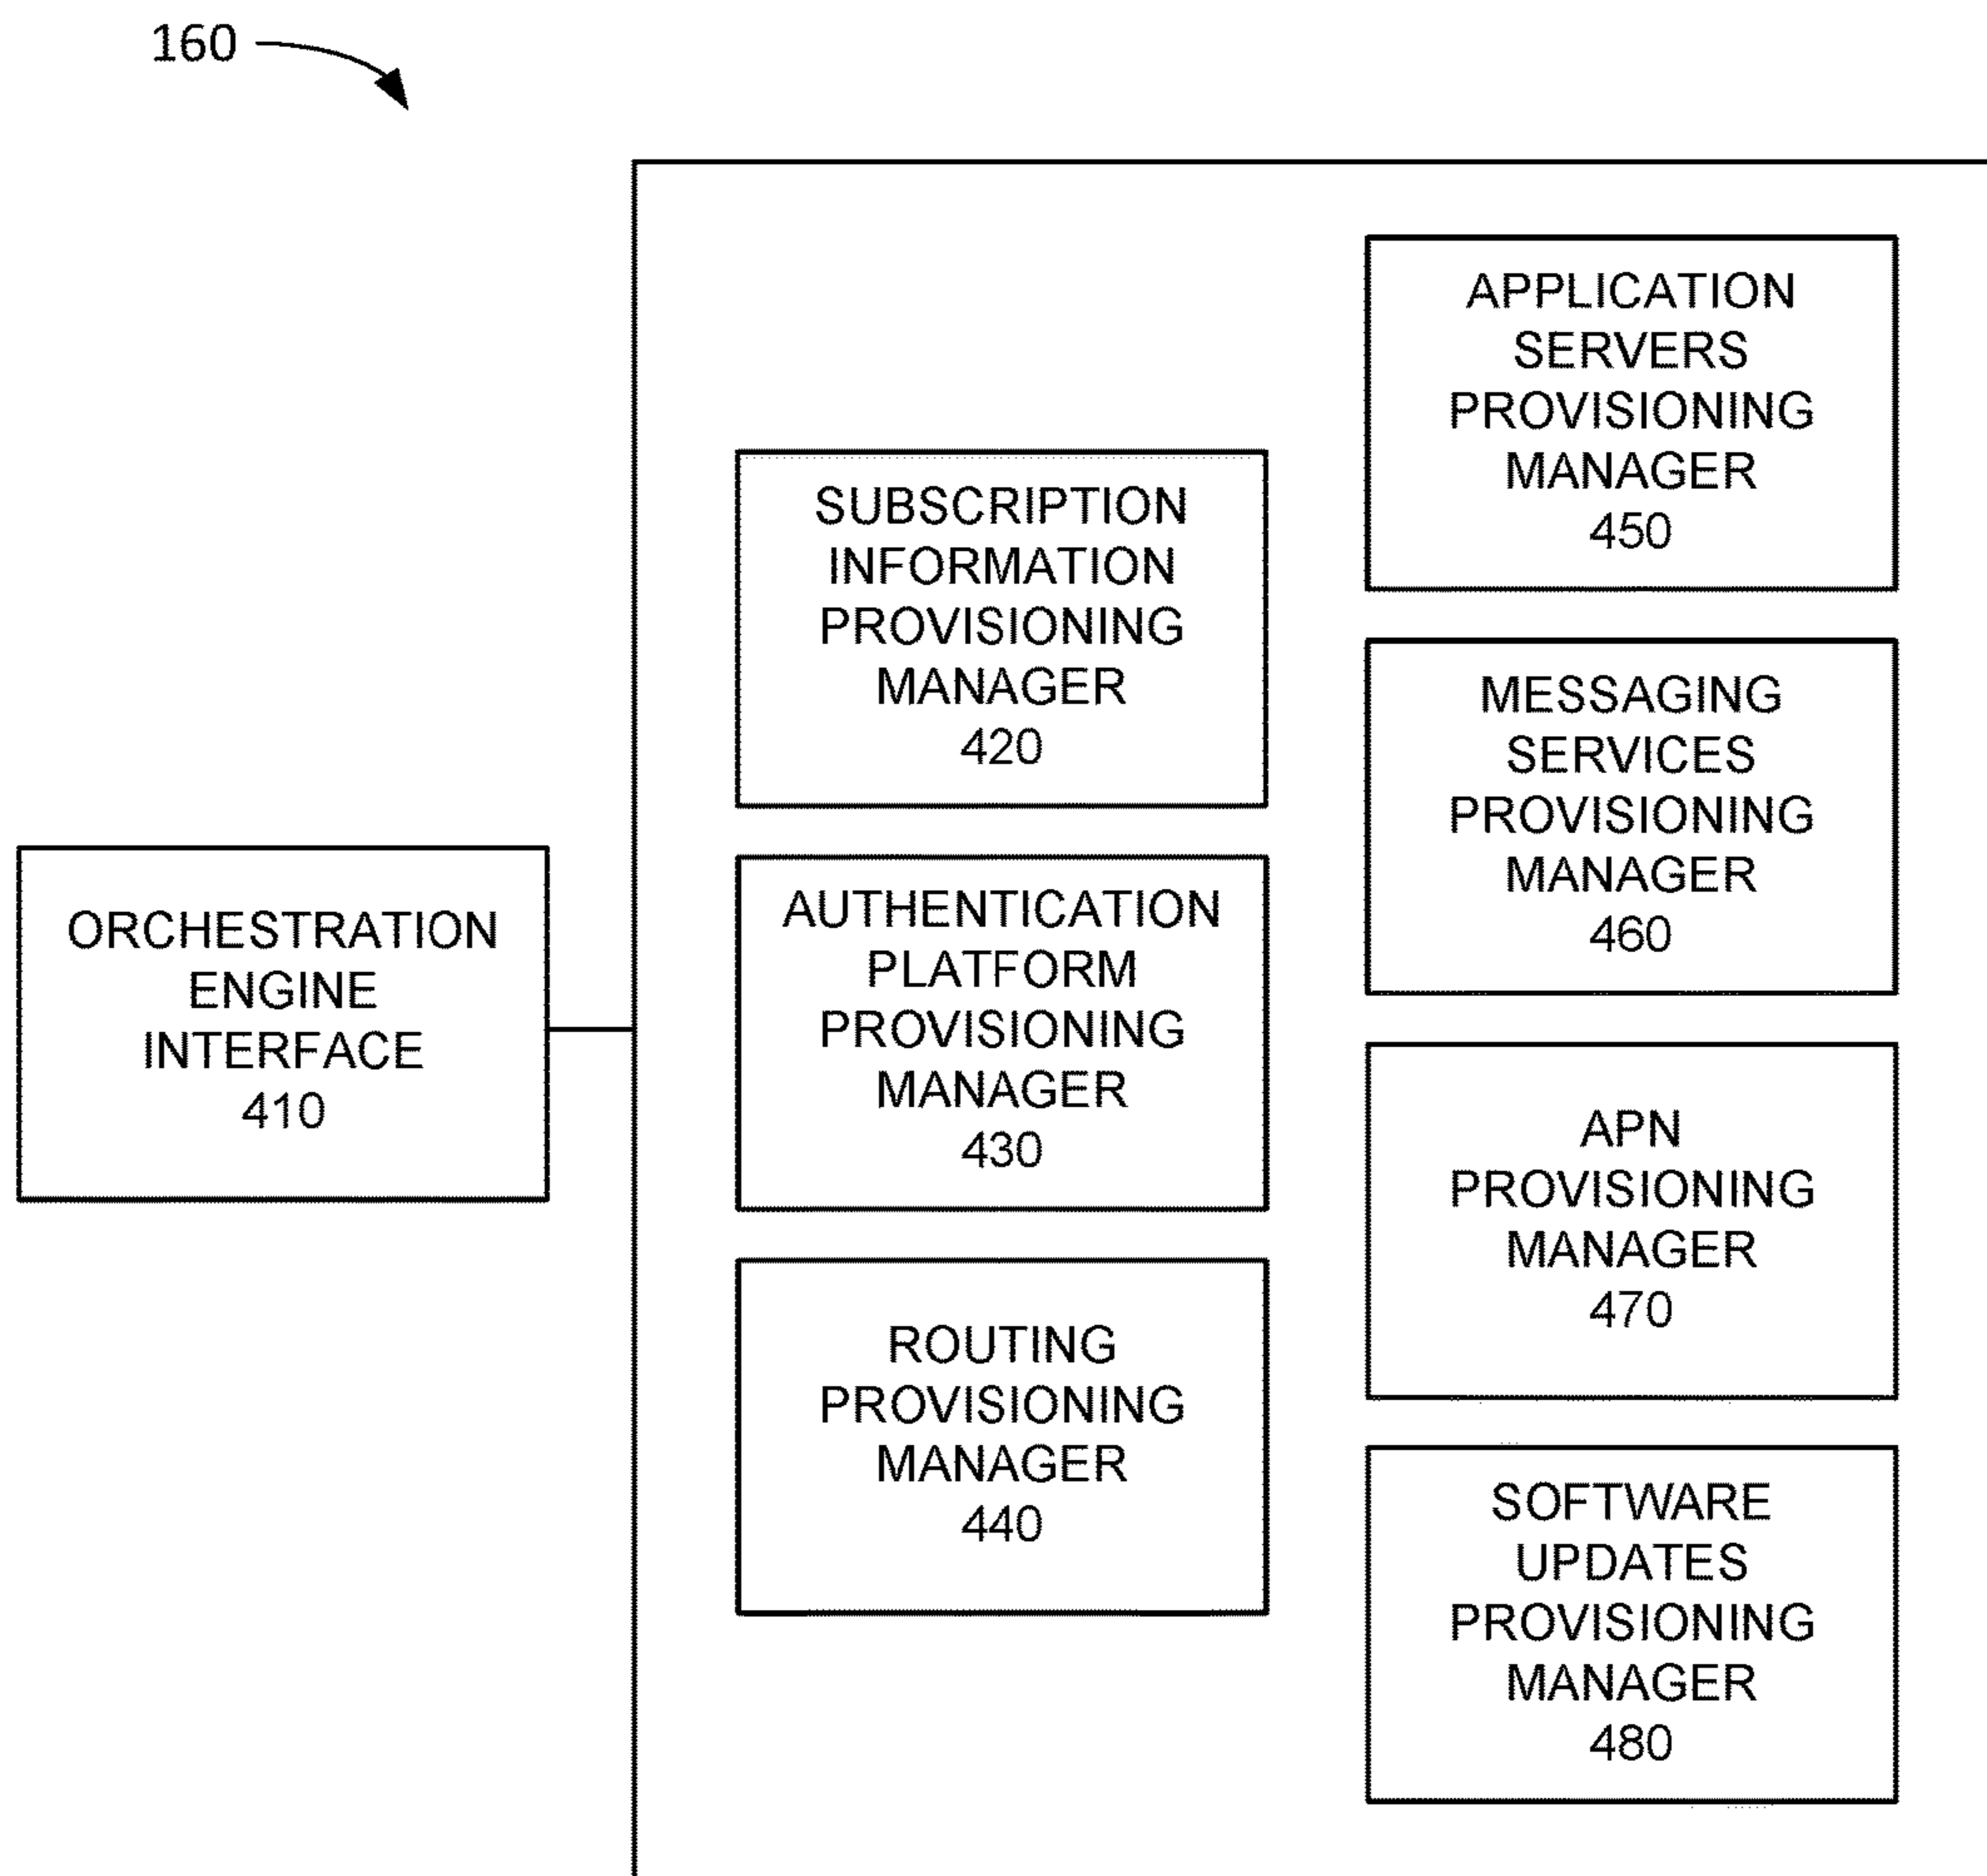 160
ORCHESTRATION
ENGINE
INTERFACE
410
SUBSCRIPTION
INFORMATION
PROVISIONING
MANAGER
420
AUTHENTICATION
PLATFORM
PROVISIONING
MANAGER
430
ROUTING
PROVISIONING
MANAGER
440
APPLICATION
SERVERS
PROVISIONING
MANAGER
450
MESSAGING
SERVICES
PROVISIONING
MANAGER
460
APN
PROVISIONING
MANAGER
470
SOFTWARE
UPDATES
PROVISIONING
MANAGER
480